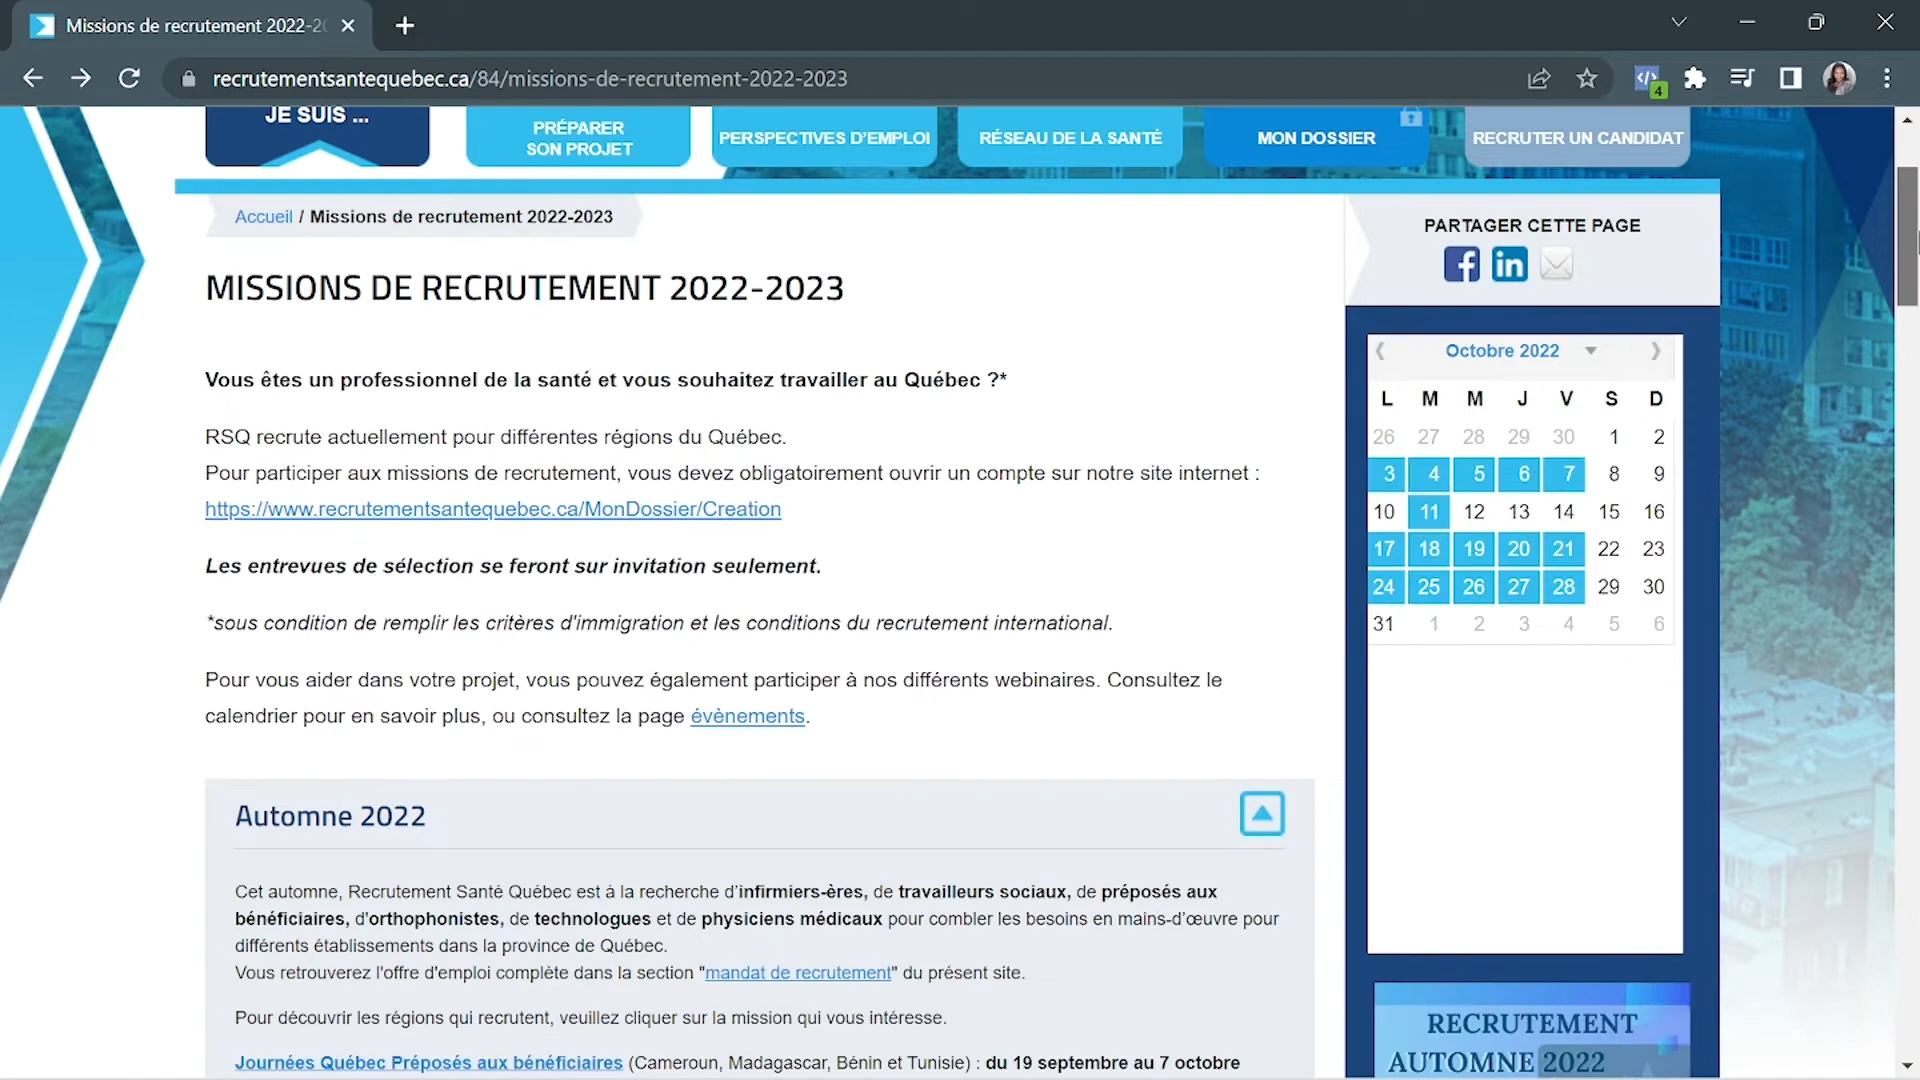 Missions de recrutement 2022-20
recrutementsantequebec.ca/84/missions-de-recrutement-2022-2023
4
JE SUIS ...
PRÉPARER
SON PROJET
PERSPECTIVES D'EMPLOI
RÉSEAU DE LA SANTÉ
MON DOSSIER
RECRUTER UN CANDIDAT
Accueil / Missions de recrutement 2022-2023
MISSIONS DE RECRUTEMENT 2022-2023
Vous êtes un professionnel de la santé et vous souhaitez travailler au Québec ?*
RSQ recrute actuellement pour différentes régions du Québec.
Pour participer aux missions de recrutement, vous devez obligatoirement ouvrir un compte sur notre site internet :
https://www.recrutementsantequebec.ca/MonDossier/Creation
Les entrevues de sélection se feront sur invitation seulement.
*sous condition de remplir les critères d'immigration et les conditions du recrutement international.
Pour vous aider dans votre projet, vous pouvez également participer à nos différents webinaires. Consultez le
calendrier pour en savoir plus, ou consultez la page évènements.
Automne 2022
Cet automne, Recrutement Santé Québec est à la recherche d'infirmiers-ères, de travailleurs sociaux, de préposés aux
bénéficiaires, d'orthophonistes, de technologues et de physiciens médicaux pour combler les besoins en mains-d'œuvre pour
différents établissements dans la province de Québec.
Vous retrouverez l'offre d'emploi complète dans la section "mandat de recrutement" du présent site.
Pour découvrir les régions qui recrutent, veuillez cliquer sur la mission qui vous intéresse.
Journées Québec Préposés aux bénéficiaires (Cameroun, Madagascar, Bénin et Tunisie) : du 19 septembre au 7 octobre
PARTAGER CETTE PAGE
f in
Octobre 2022
L M M J V S D
26 27 28 29 30 1 2
3 4 5 6 7 8 9
10 11 12 13 14 15 16
17 18 19 20 21 22 23
24 25 26 27 28 29 30
31 1 2 3 4 5 6
RECRUTEMENT
AUTOMNE 2022